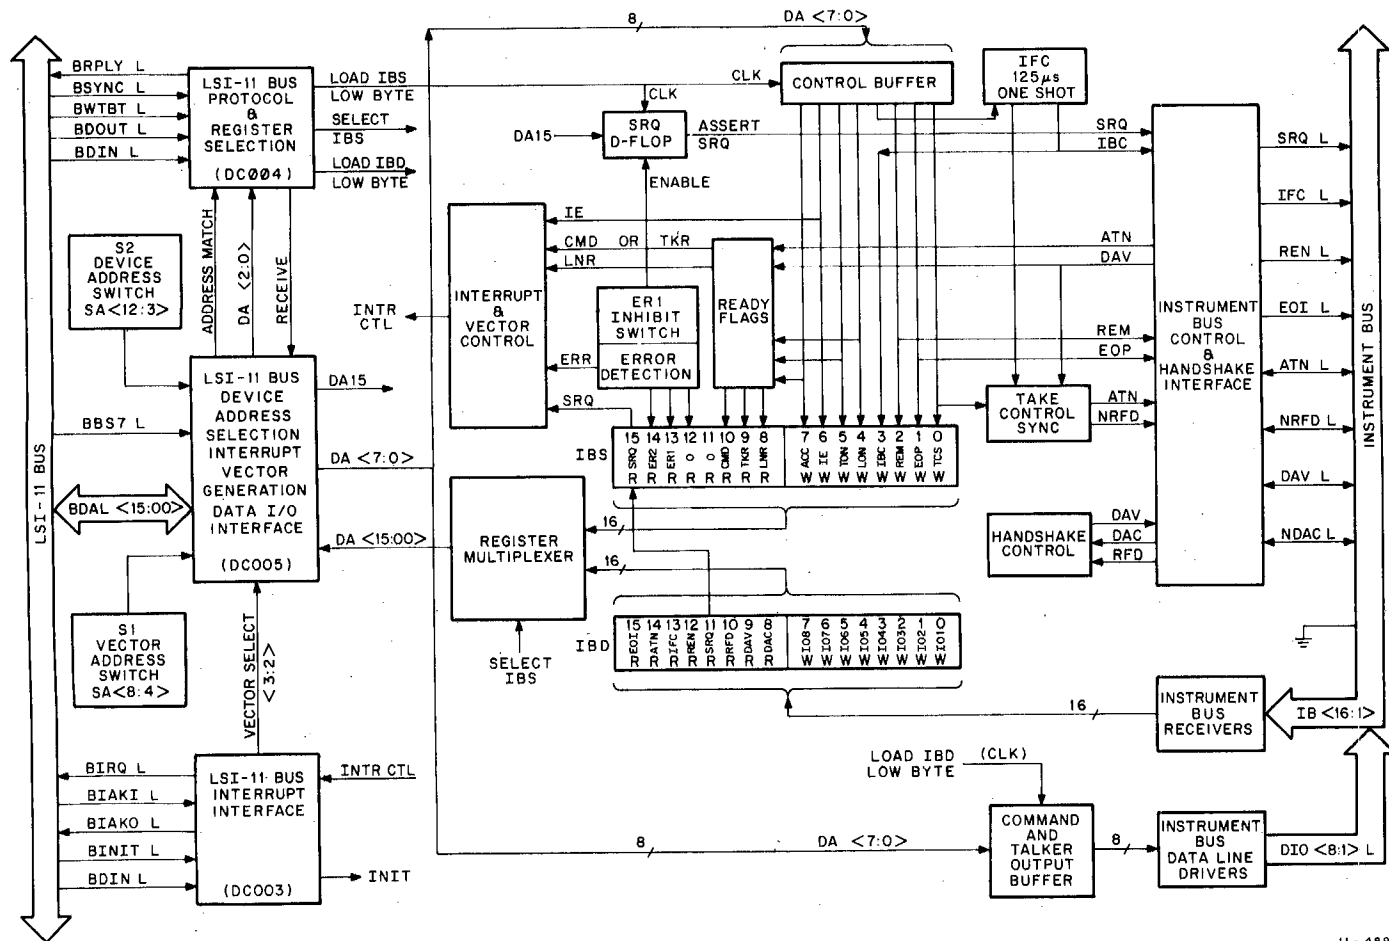 8
DA <7:0>
BRPLY L
BSYNC L
BWTBT L
BDOUT L
BDIN L
LSI-11 BUS
PROTOCOL
&
REGISTER
SELECTION
(DC004)
LOAD IBS
LOW BYTE
SELECT
IBS
LOAD IBD
LOW BYTE
CLK
CLK
CONTROL BUFFER
IFC
125µs
ONE SHOT
DA15
SRQ
D-FLOP
ASSERT
SRQ
ENABLE
SRQ
IBC
SRQ L
IFC L
REN L
EOI L
ATN L
NRFD L
DAV L
NDAC L
INSTRUMENT BUS
S2
DEVICE
ADDRESS
SWITCH
SA<12:3>
ADDRESS MATCH
DA <2:0>
RECEIVE
INTR
CTL
INTERRUPT
&
VECTOR
CONTROL
IE
CMD OR TKR
LNR
ERR
SRQ
ER1
INHIBIT
SWITCH
ERROR
DETECTION
READY
FLAGS
ATN
DAV
REM
EOP
INSTRUMENT
BUS
CONTROL
&
HANDSHAKE
INTERFACE
TAKE
CONTROL
SYNC
ATN
NRFD
LSI-11 BUS
LSI-11 BUS
DEVICE
ADDRESS
SELECTION
INTERRUPT
VECTOR
GENERATION
DATA I/O
INTERFACE
(DC005)
DA15
BBS7 L
DA <7:0>
BDAL <15:00>
DA <15:00>
IBS
15 14 13 12 11 10 9 8 7 6 5 4 3 2 1 0
SRQ ER2 ER1 0 0 CMD TKR LNR ACC IE TON LON IBC REM EOP TCS
R R R R R R R R W W W W W W W W
REGISTER
MULTIPLEXER
16
16
HANDSHAKE
CONTROL
DAV
DAC
RFD
SELECT
IBS
IBD
15 14 13 12 11 10 9 8 7 6 5 4 3 2 1 0
EOI ATN IFC REN SRQ RFD DAV DAC IO8 IO7 IO6 IO5 IO4 IO3 IO2 IO1
R R R R R R R R W W W W W W W W
S1
VECTOR
ADDRESS
SWITCH
SA<8:4>
VECTOR SELECT
<3:2>
16
INSTRUMENT
BUS
RECEIVERS
IB <16:1>
BIRQ L
BIAKI L
BIAKO L
BINIT L
BDIN L
LSI-11 BUS
INTERRUPT
INTERFACE
(DC003)
INTR CTL
INIT
LOAD IBD (CLK)
LOW BYTE
8
DA <7:0>
COMMAND
AND
TALKER
OUTPUT
BUFFER
8
INSTRUMENT
BUS
DATA LINE
DRIVERS
DIO <8:1> L